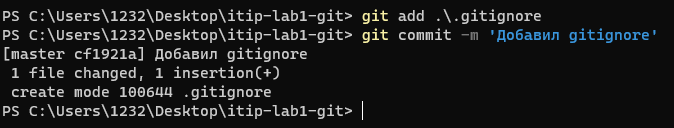 PS C:\Users\1232\Desktop\itip-lab1-git> git add .\.gitignore
PS C:\Users\1232\Desktop\itip-lab1-git> git commit -m 'Добавил gitignore'
[master cf1921a] Добавил gitignore
 1 file changed, 1 insertion(+)
 create mode 100644 .gitignore
PS C:\Users\1232\Desktop\itip-lab1-git>